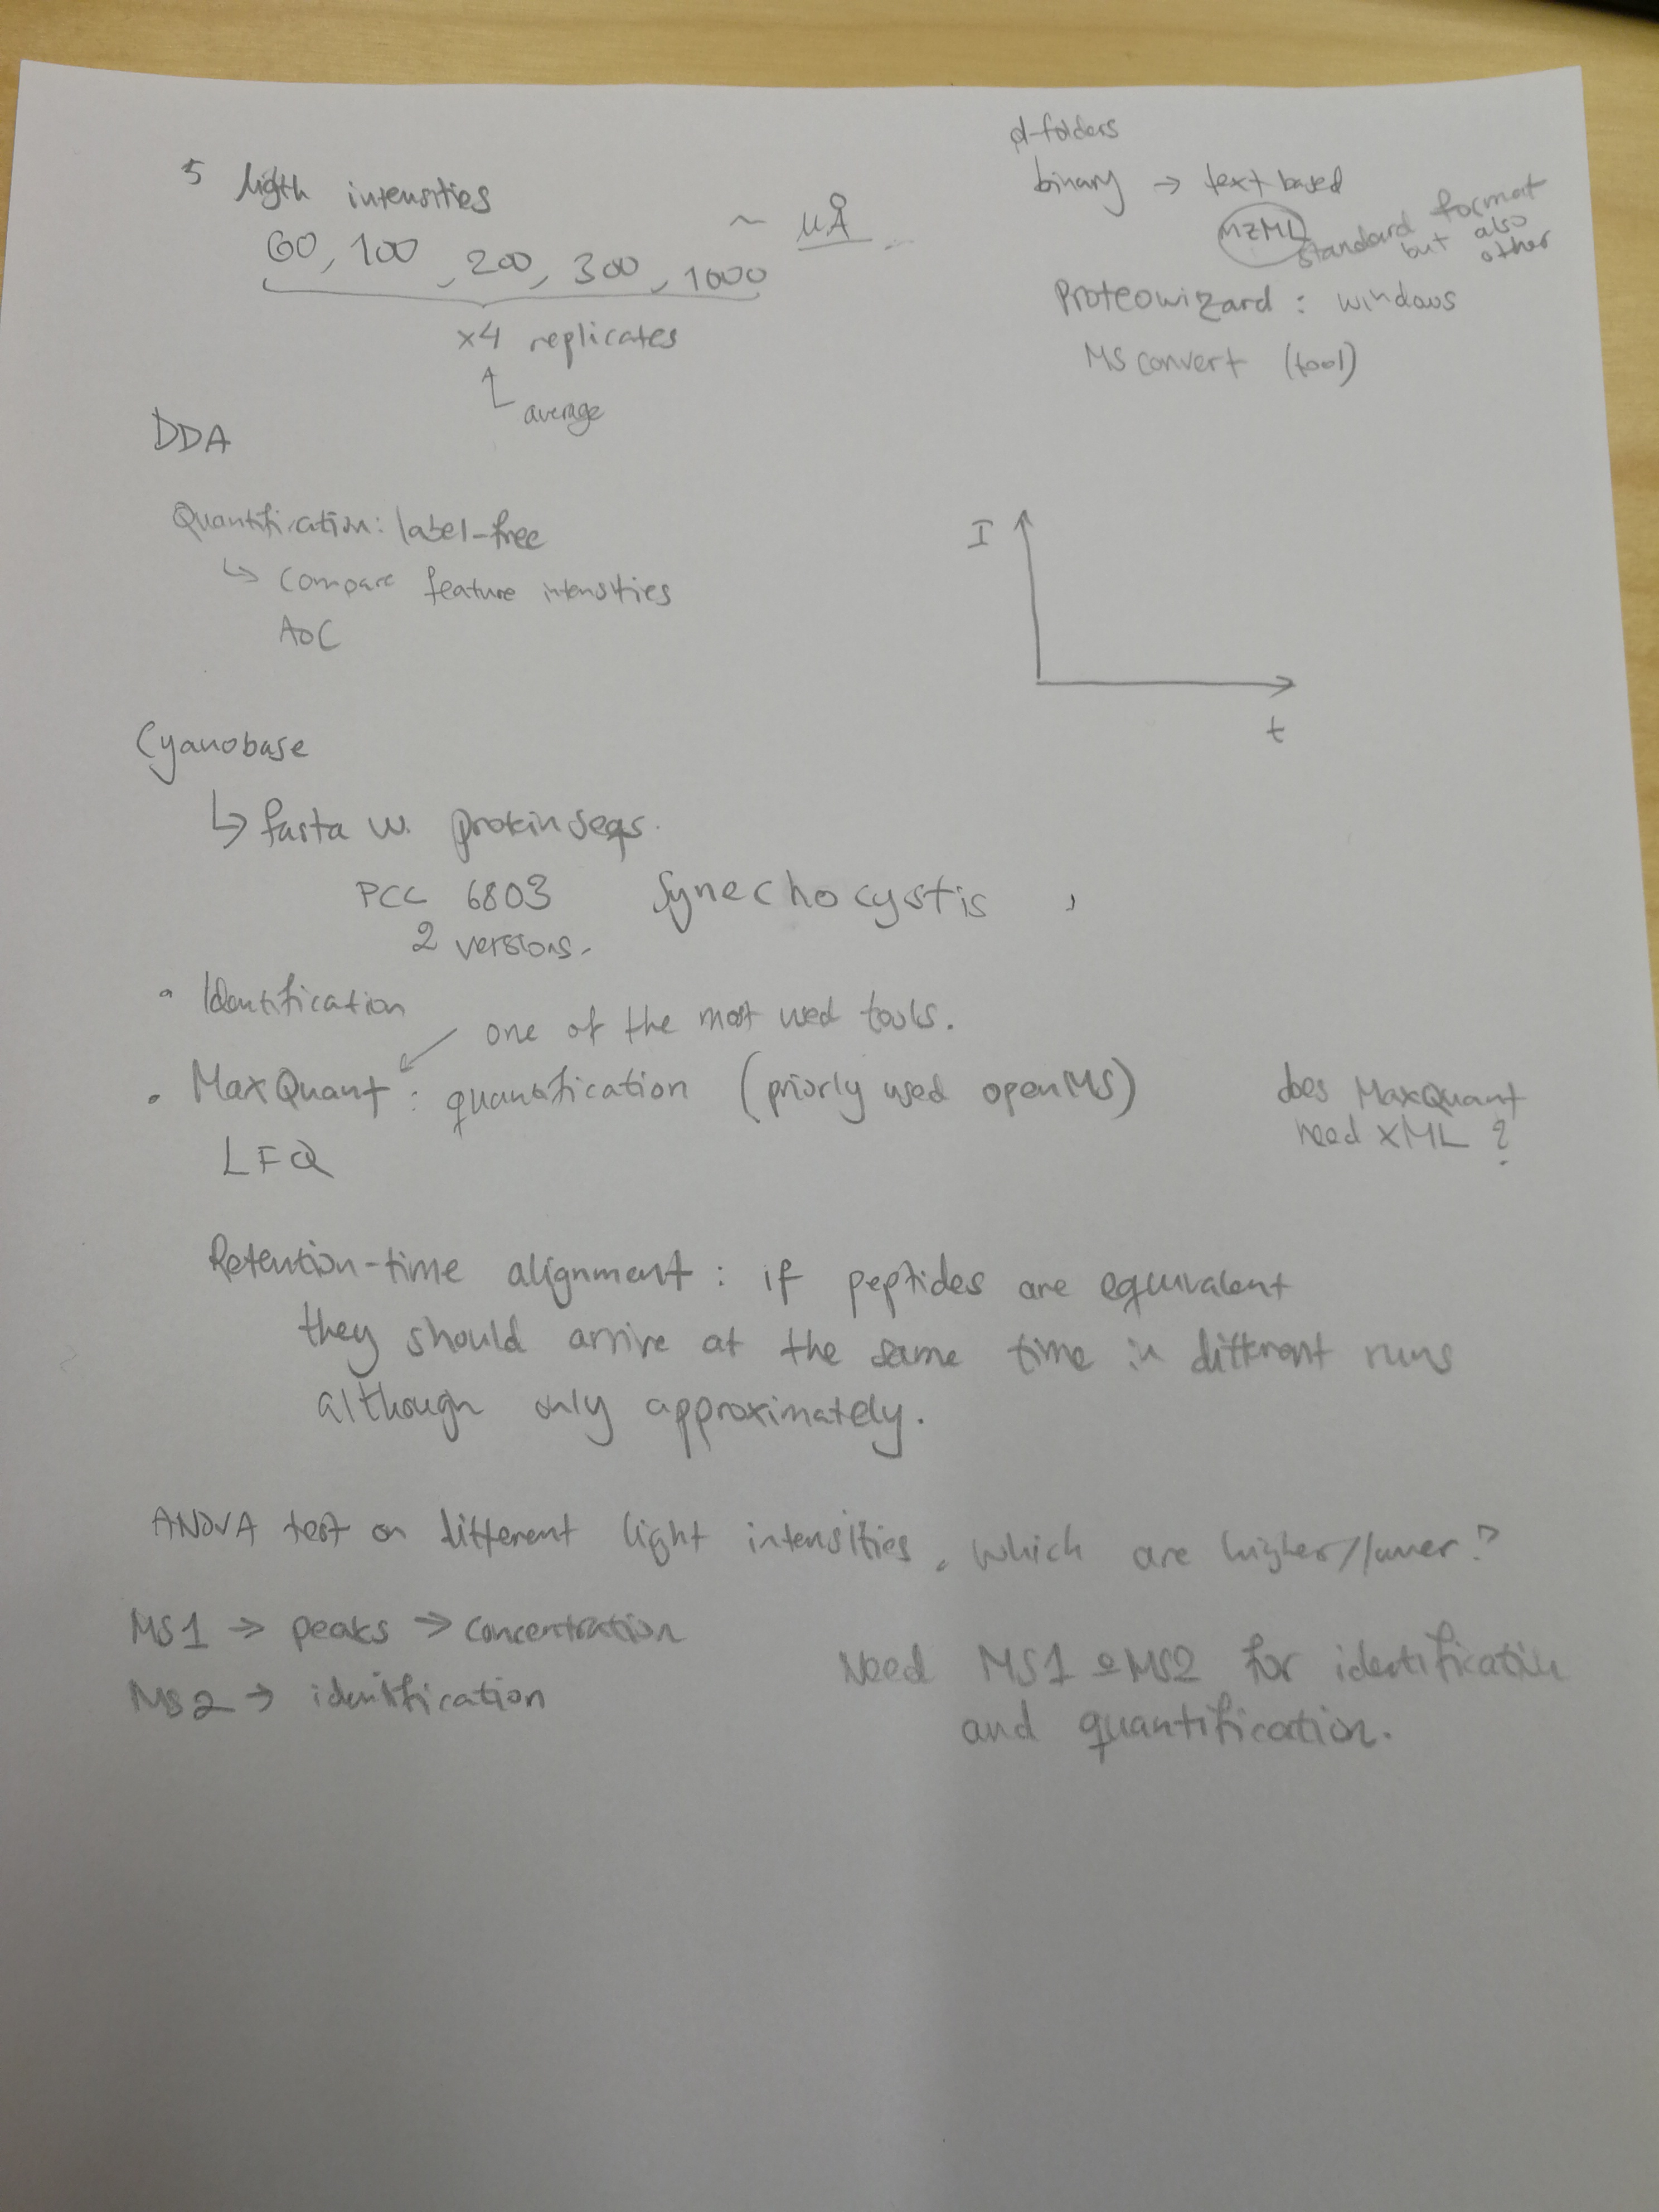 5 ligth intensities
60, 100, 200, 300, 1000
~ µÅ
x4 replicates
average
d-folders
binary → text based
mzML standard format
but also
other
Proteowizard : windows
MSconvert (tool)
DDA
Quantification: label-free
↳ Compare feature intensities
AOC
I
t
Cyanobase
↳ fasta w. protein seqs.
PCC 6803 Synechocystis ,
2 versions.
• Identification
one of the most used tools.
• MaxQuant : quantification (priorly used openMS)
LFQ
does MaxQuant
need XML ?
Retention-time alignment : if peptides are equivalent
they should arrive at the same time in different runs
although only approximately.
ANOVA test on different light intensities, which are higher/lower?
MS1 → peaks → concentration
MS2 → identification
Need MS1 & MS2 for identification
and quantification.